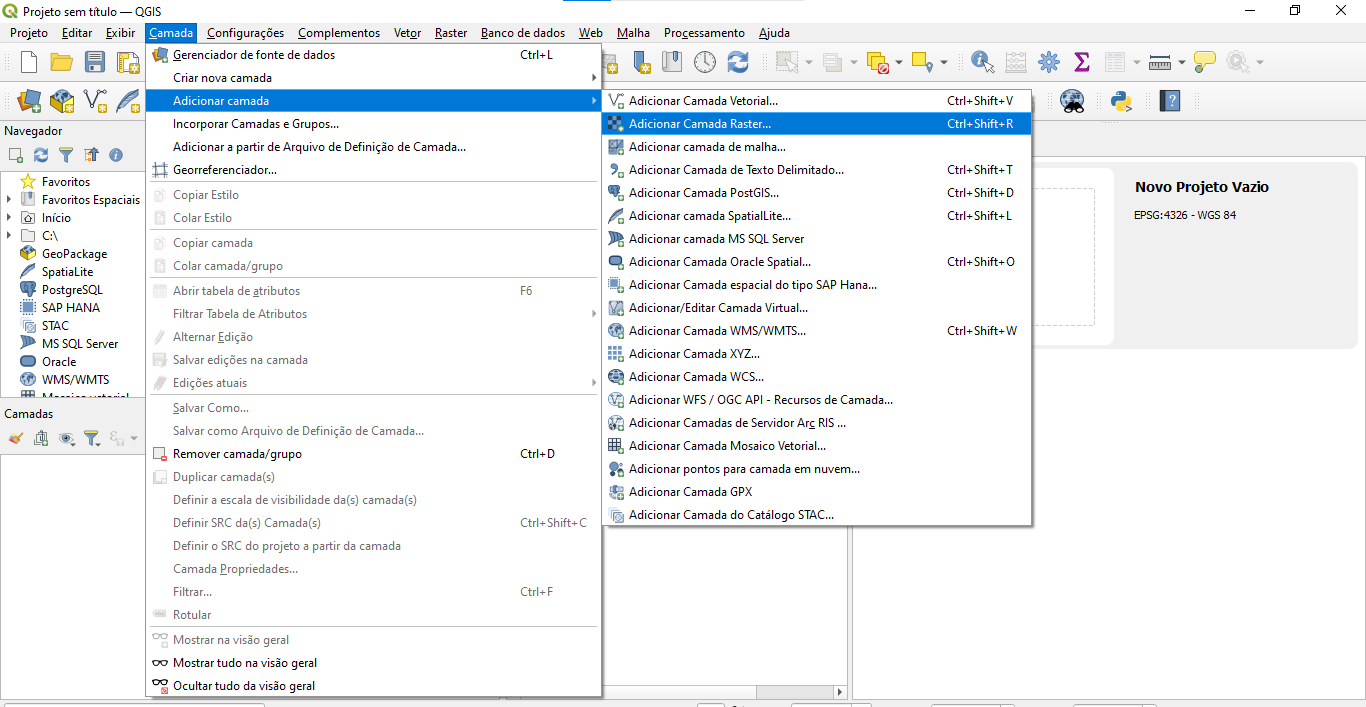 Projeto sem título — QGIS
Projeto Editar Exibir Camada Configurações Complementos Vetor Raster Banco de dados Web Malha Processamento Ajuda
Navegador
Favoritos
Favoritos Espaciais
Início
C:\
GeoPackage
SpatiaLite
PostgreSQL
SAP HANA
STAC
MS SQL Server
Oracle
WMS/WMTS
Mosaico vetorial
Camadas
Gerenciador de fonte de dados Ctrl+L
Criar nova camada
Adicionar camada
Incorporar Camadas e Grupos...
Adicionar a partir de Arquivo de Definição de Camada...
Georreferenciador...
Copiar Estilo
Colar Estilo
Copiar camada
Colar camada/grupo
Abrir tabela de atributos F6
Filtrar Tabela de Atributos
Alternar Edição
Salvar edições na camada
Edições atuais
Salvar Como...
Salvar como Arquivo de Definição de Camada...
Remover camada/grupo Ctrl+D
Duplicar camada(s)
Definir a escala de visibilidade da(s) camada(s)
Definir SRC da(s) Camada(s) Ctrl+Shift+C
Definir o SRC do projeto a partir da camada
Camada Propriedades...
Filtrar... Ctrl+F
Rotular
Mostrar na visão geral
Mostrar tudo na visão geral
Ocultar tudo da visão geral
Adicionar Camada Vetorial... Ctrl+Shift+V
Adicionar Camada Raster... Ctrl+Shift+R
Adicionar camada de malha...
Adicionar Camada de Texto Delimitado... Ctrl+Shift+T
Adicionar Camada PostGIS... Ctrl+Shift+D
Adicionar camada SpatialLite... Ctrl+Shift+L
Adicionar camada MS SQL Server
Adicionar Camada Oracle Spatial... Ctrl+Shift+O
Adicionar Camada espacial do tipo SAP Hana...
Adicionar/Editar Camada Virtual...
Adicionar Camada WMS/WMTS... Ctrl+Shift+W
Adicionar Camada XYZ...
Adicionar Camada WCS...
Adicionar WFS / OGC API - Recursos de Camada...
Adicionar Camadas de Servidor Arc RIS ...
Adicionar Camada Mosaico Vetorial...
Adicionar pontos para camada em nuvem...
Adicionar Camada GPX
Adicionar Camada do Catálogo STAC...
Novo Projeto Vazio
EPSG:4326 - WGS 84